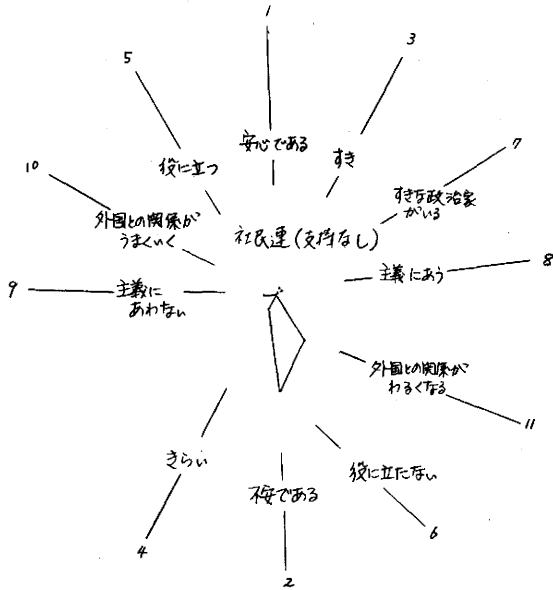 1
3
5
安心である
7
すき
役に立つ
10
すきな政治家
がいる
外国との関係が
うまくいく
社民連(支持なし)
8
主義にあう
9
主義に
あわない
外国との関係が
わるくなる
11
きらい
役に立たない
不安である
6
4
2